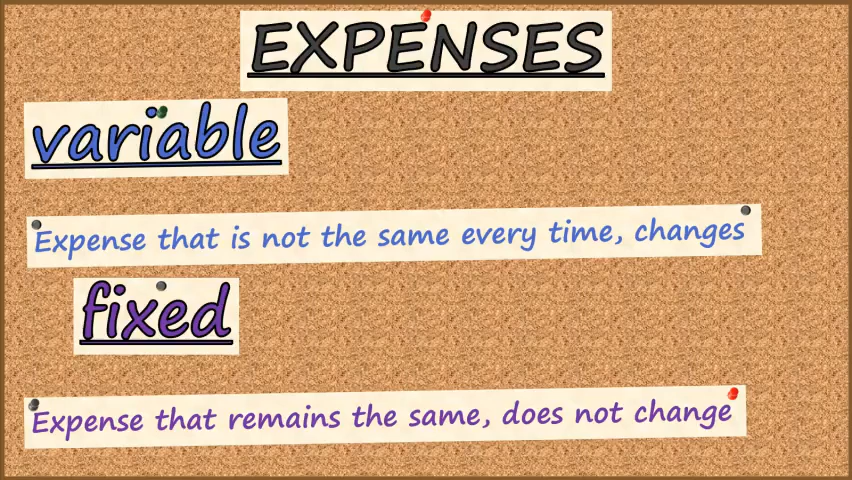 EXPENSES
variable
Expense that is not the same every time, changes
fixed
Expense that remains the same, does not change